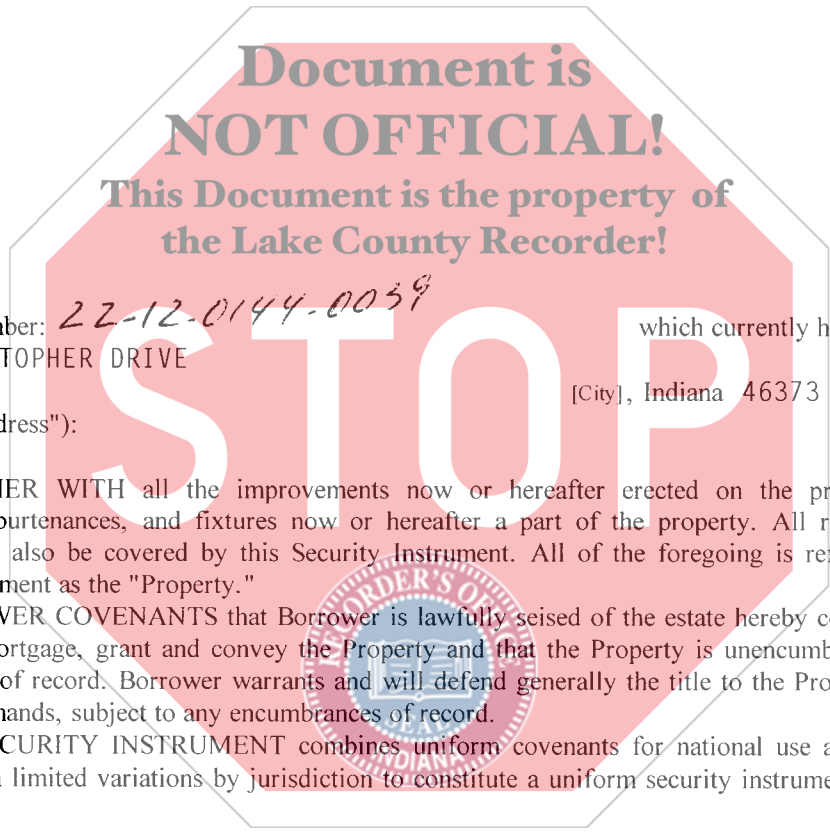 Document is
NOT OFFICIAL!
This Document is the property of
the Lake County Recorder!
ber: 22-12-0144-0039 which currently h
TOPHER DRIVE
[City], Indiana 46373
dress"):
STOP
ER WITH all the improvements now or hereafter erected on the pr
purtenances, and fixtures now or hereafter a part of the property. All r
also be covered by this Security Instrument. All of the foregoing is re
ment as the "Property."
VER COVENANTS that Borrower is lawfully seised of the estate hereby c
ortgage, grant and convey the Property and that the Property is unencumb
of record. Borrower warrants and will defend generally the title to the Pro
ands, subject to any encumbrances of record.
CURITY INSTRUMENT combines uniform covenants for national use a
limited variations by jurisdiction to constitute a uniform security instrume
RECORDER'S OFFICE
SEAL
INDIANA